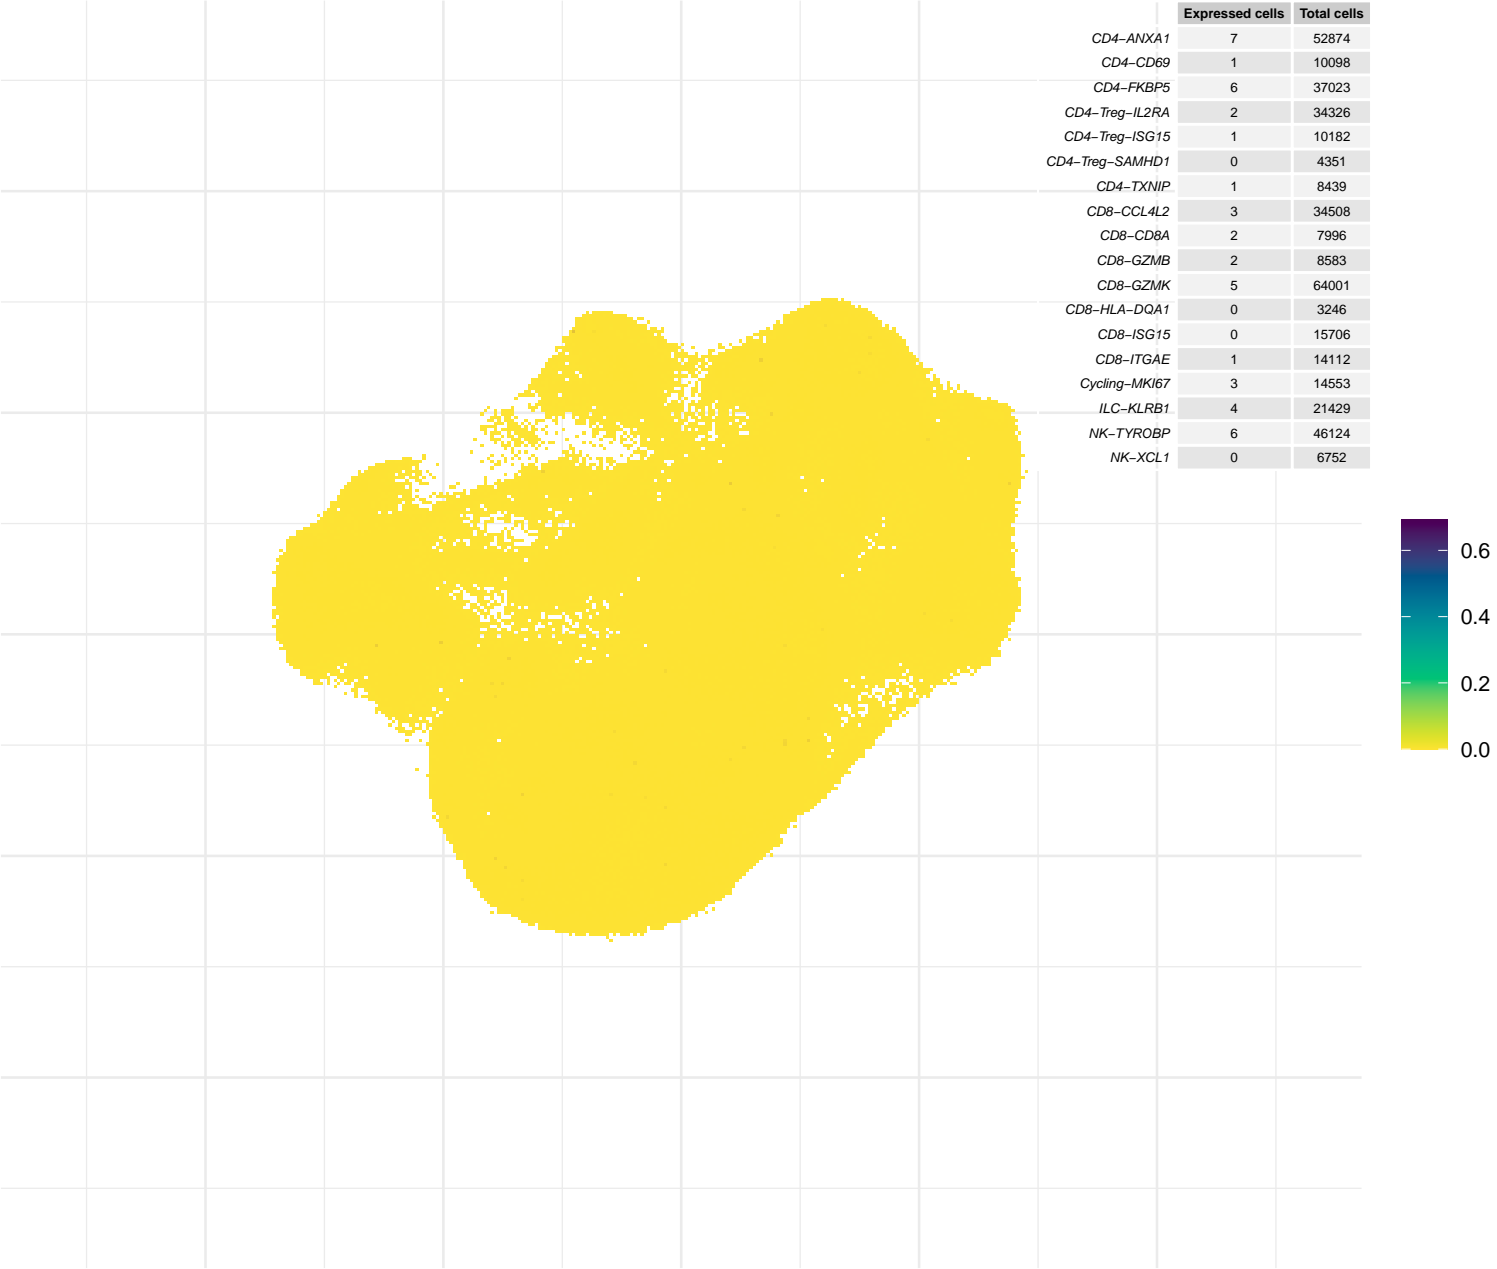 Expressed cells Total cells
CD4−ANXA1 7 52874
CD4−CD69 1 10098
CD4−FKBP5 6 37023
CD4−Treg−IL2RA 2 34326
CD4−Treg−ISG15 1 10182
CD4−Treg−SAMHD1 0 4351
CD4−TXNIP 1 8439
CD8−CCL4L2 3 34508
CD8−CD8A 2 7996
CD8−GZMB 2 8583
CD8−GZMK 5 64001
CD8−HLA−DQA1 0 3246
CD8−ISG15 0 15706
CD8−ITGAE 1 14112
Cycling−MKI67 3 14553
ILC−KLRB1 4 21429
NK−TYROBP 6 46124
NK−XCL1 0 6752
0.6
0.4
0.2
0.0